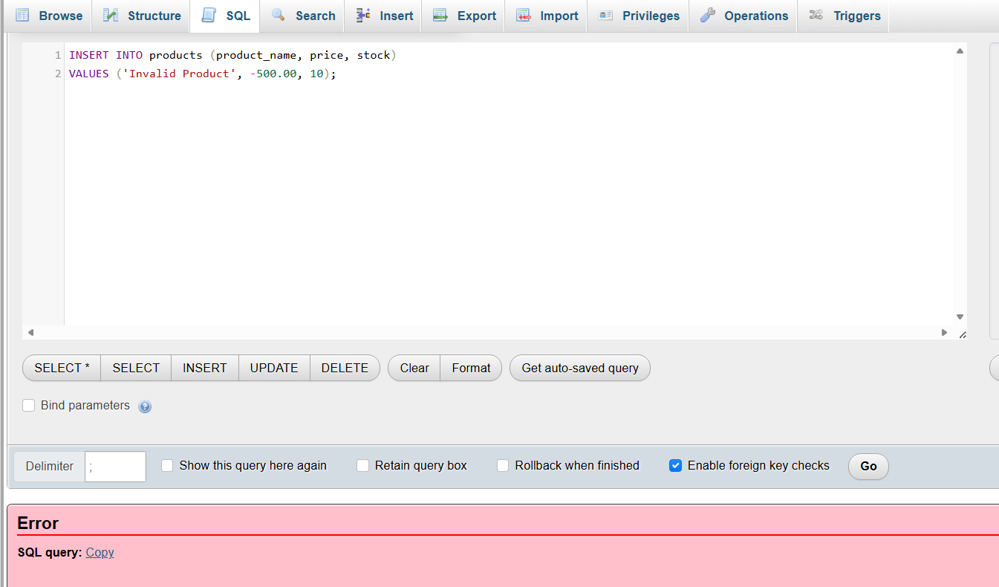 Browse Structure SQL Search Insert Export Import Privileges Operations Triggers
1 INSERT INTO products (product_name, price, stock)
2 VALUES ('Invalid Product', -500.00, 10);
SELECT * SELECT INSERT UPDATE DELETE Clear Format Get auto-saved query
Bind parameters
Delimiter ; Show this query here again Retain query box Rollback when finished Enable foreign key checks Go
Error
SQL query: Copy